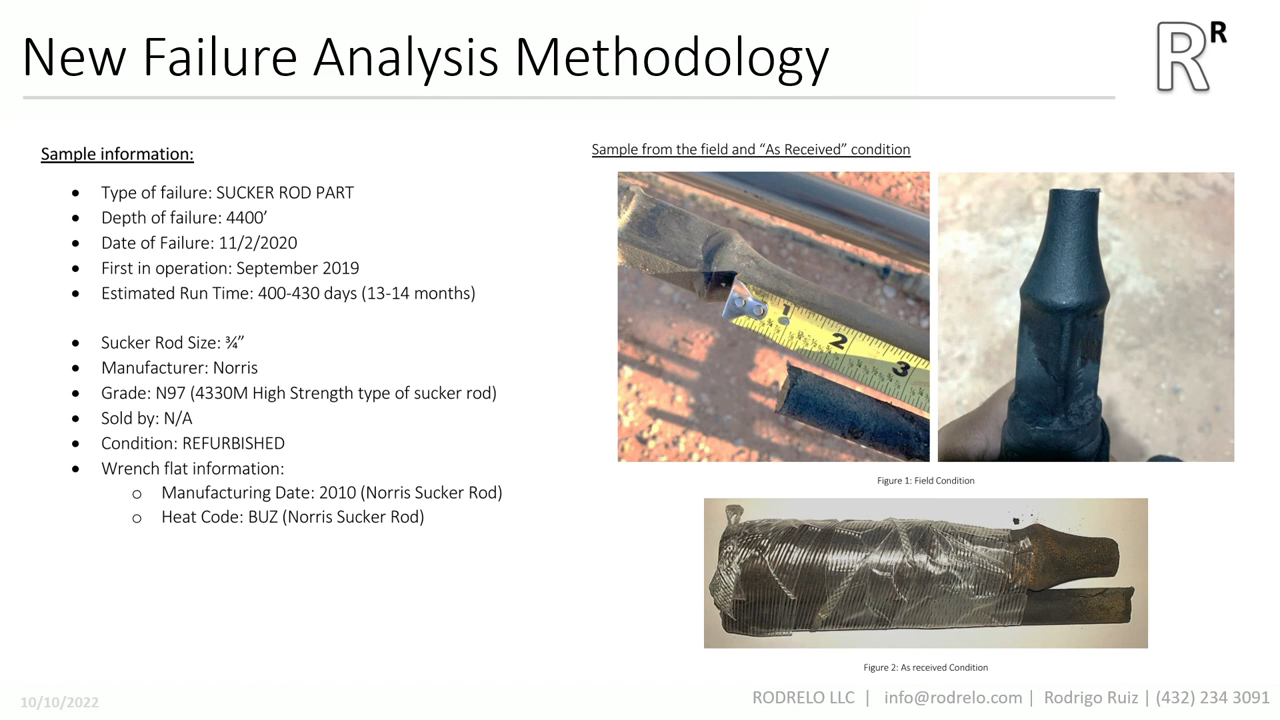 New Failure Analysis Methodology
R R
Sample information:
• Type of failure: SUCKER ROD PART
• Depth of failure: 4400’
• Date of Failure: 11/2/2020
• First in operation: September 2019
• Estimated Run Time: 400-430 days (13-14 months)
• Sucker Rod Size: ¾”
• Manufacturer: Norris
• Grade: N97 (4330M High Strength type of sucker rod)
• Sold by: N/A
• Condition: REFURBISHED
• Wrench flat information:
o Manufacturing Date: 2010 (Norris Sucker Rod)
o Heat Code: BUZ (Norris Sucker Rod)
Sample from the field and “As Received” condition
1
2
3
Figure 1: Field Condition
Figure 2: As received Condition
10/10/2022
RODRELO LLC | info@rodrelo.com | Rodrigo Ruiz | (432) 234 3091